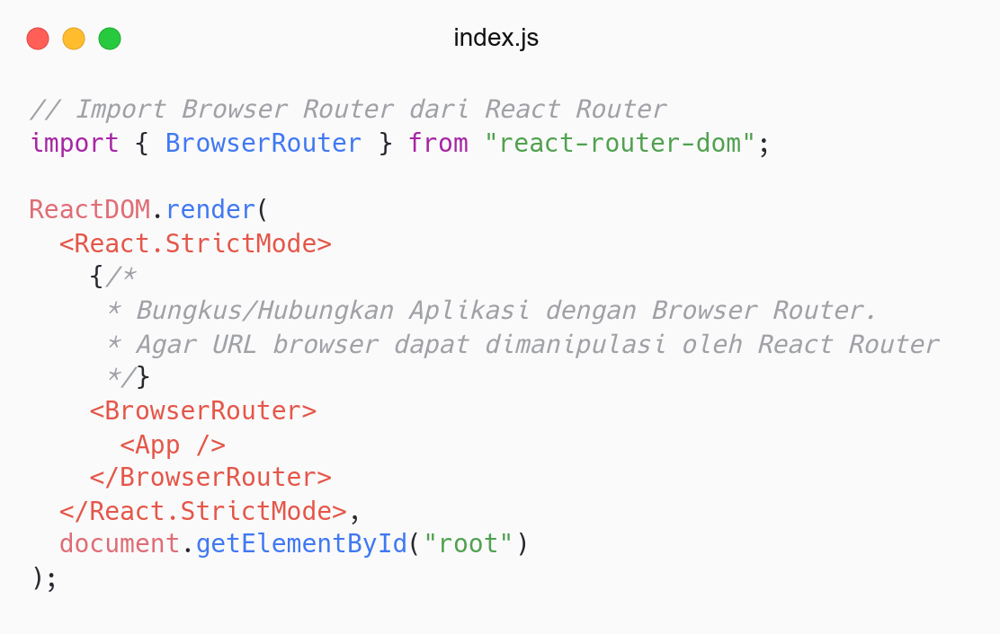 index.js
// Import Browser Router dari React Router
import { BrowserRouter } from "react-router-dom";
ReactDOM.render(
  <React.StrictMode>
    {/*
     * Bungkus/Hubungkan Aplikasi dengan Browser Router.
     * Agar URL browser dapat dimanipulasi oleh React Router
     */}
    <BrowserRouter>
      <App />
    </BrowserRouter>
  </React.StrictMode>,
  document.getElementById("root")
);